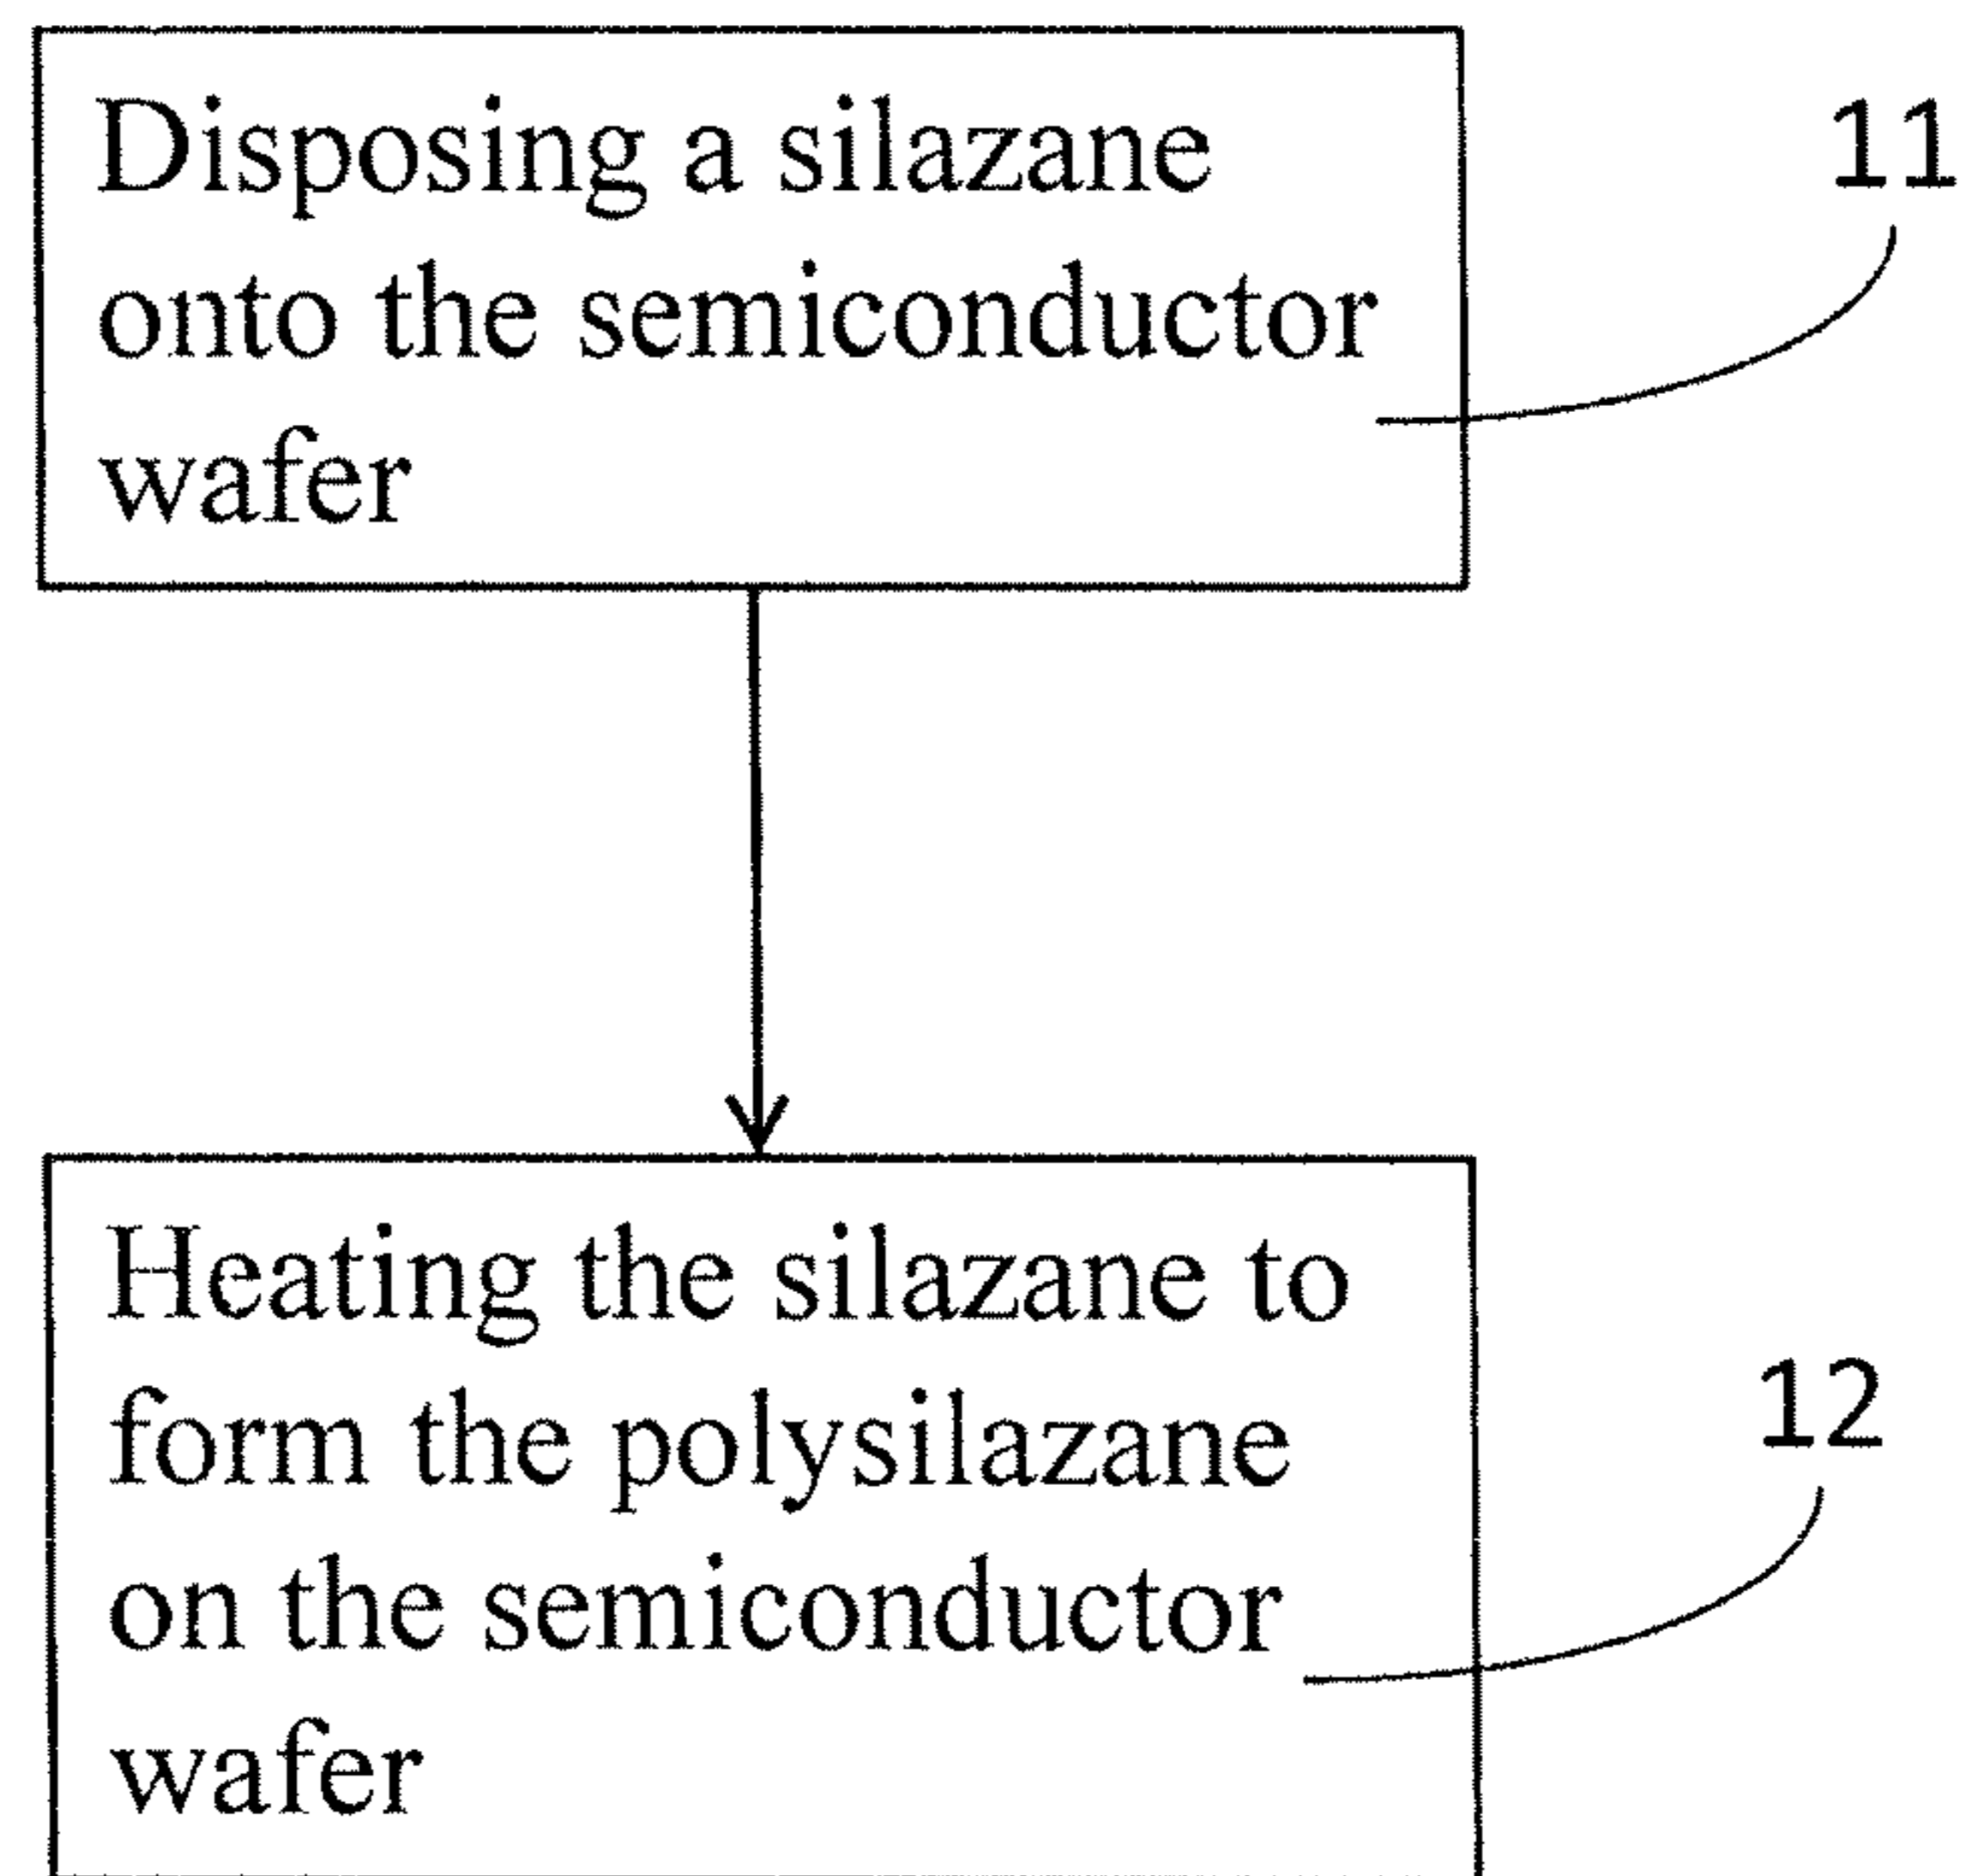 Disposing a silazane
onto the semiconductor
wafer
11
Heating the silazane to
form the polysilazane
on the semiconductor
wafer
12